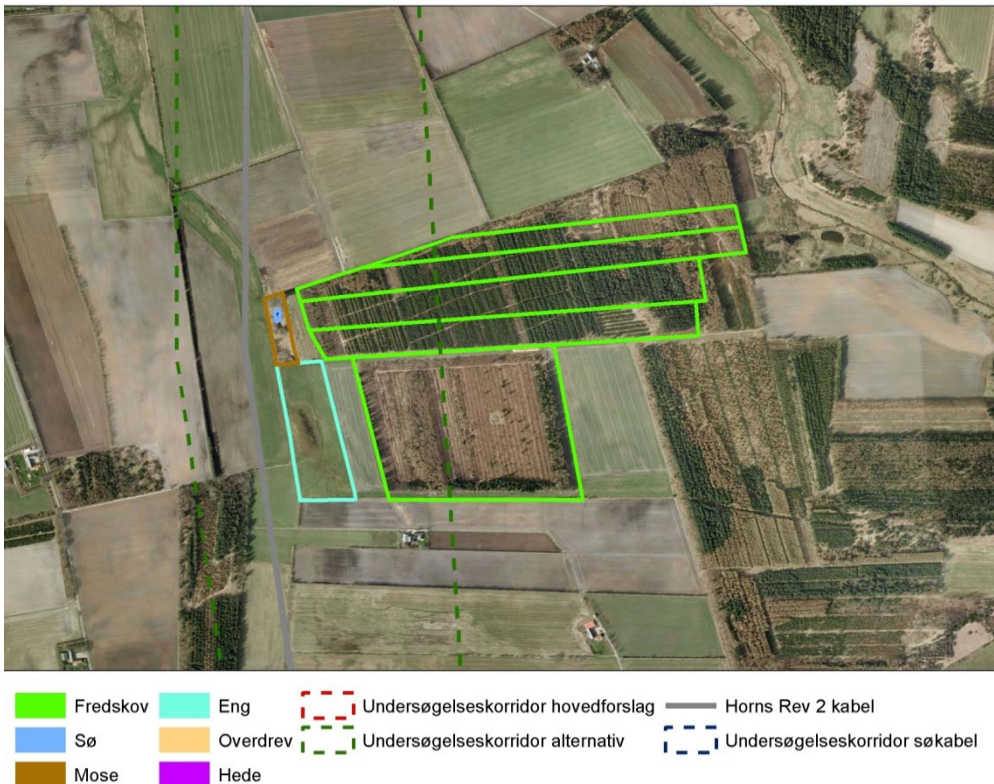 Fredskov
Eng
Undersøgelseskorridor hovedforslag
Horns Rev 2 kabel
Sø
Overdrev
Undersøgelseskorridor alternativ
Undersøgelseskorridor søkabel
Mose
Hede